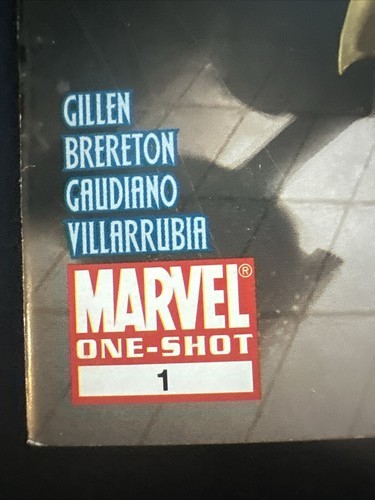 GILLEN
BRERETON
GAUDIANO
VILLARRUBIA
MARVEL®
ONE-SHOT
1